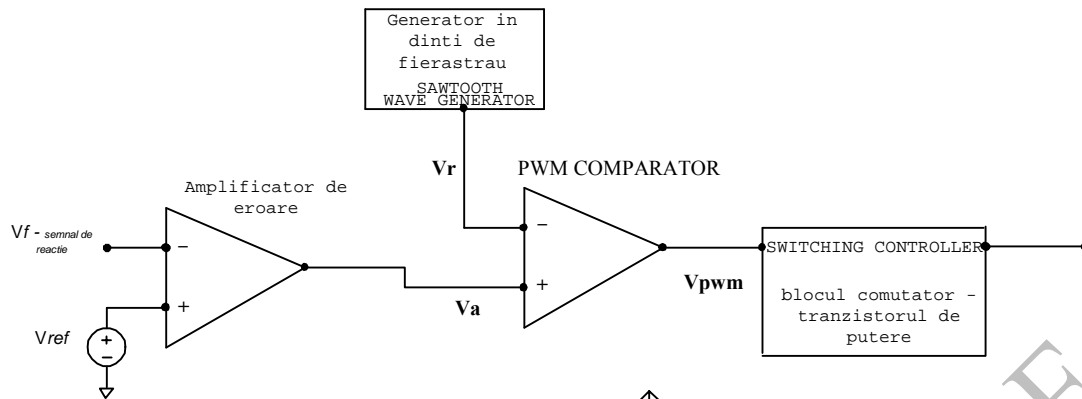 Generator in
dinti de
fierastrau
SAWTOOTH
WAVE GENERATOR
Vr
PWM COMPARATOR
Amplificator de
eroare
Vf - semnal de
reactie
−
+
−
+
Va
Vpwm
SWITCHING CONTROLLER
blocul comutator -
tranzistorul de
putere
Vref
+
−
E